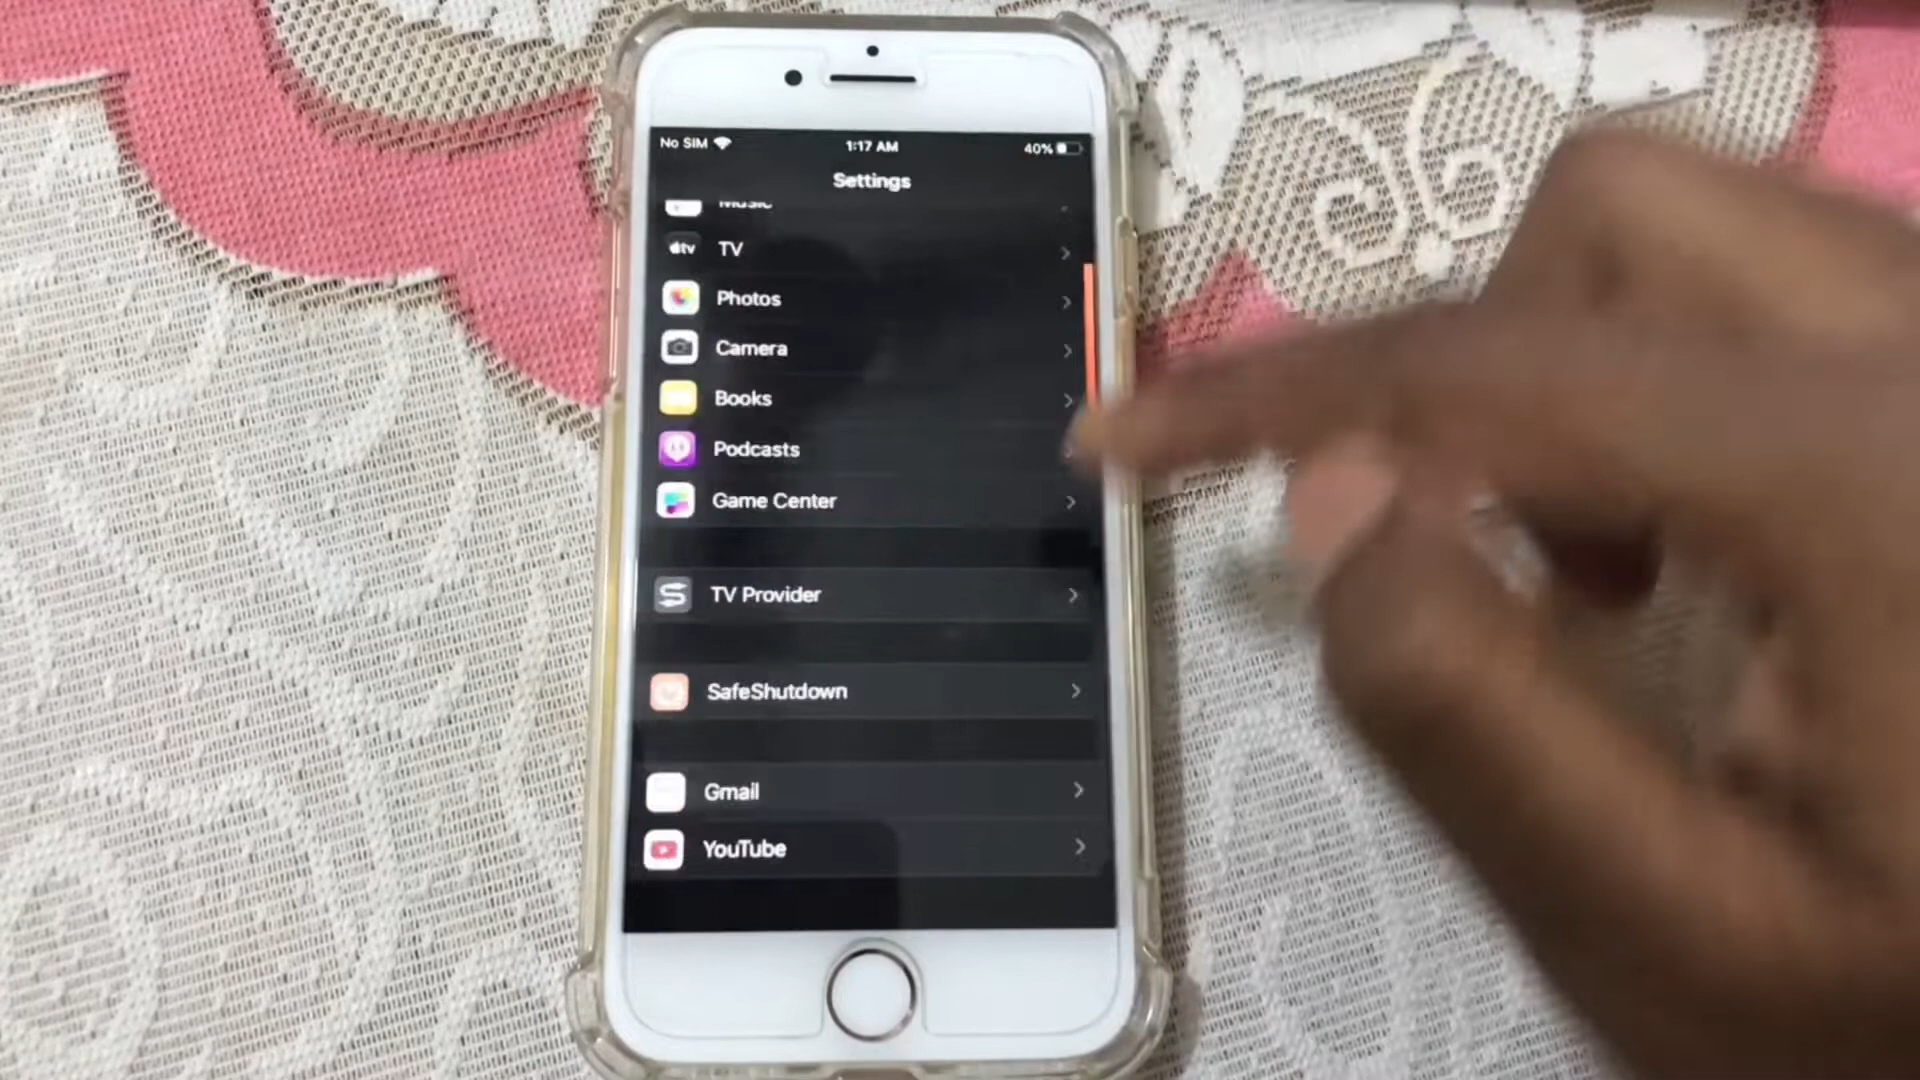 No SIM 1:17 AM 40%
Settings
Music
tv TV
Photos
Camera
Books
Podcasts
Game Center
TV Provider
SafeShutdown
Gmail
YouTube